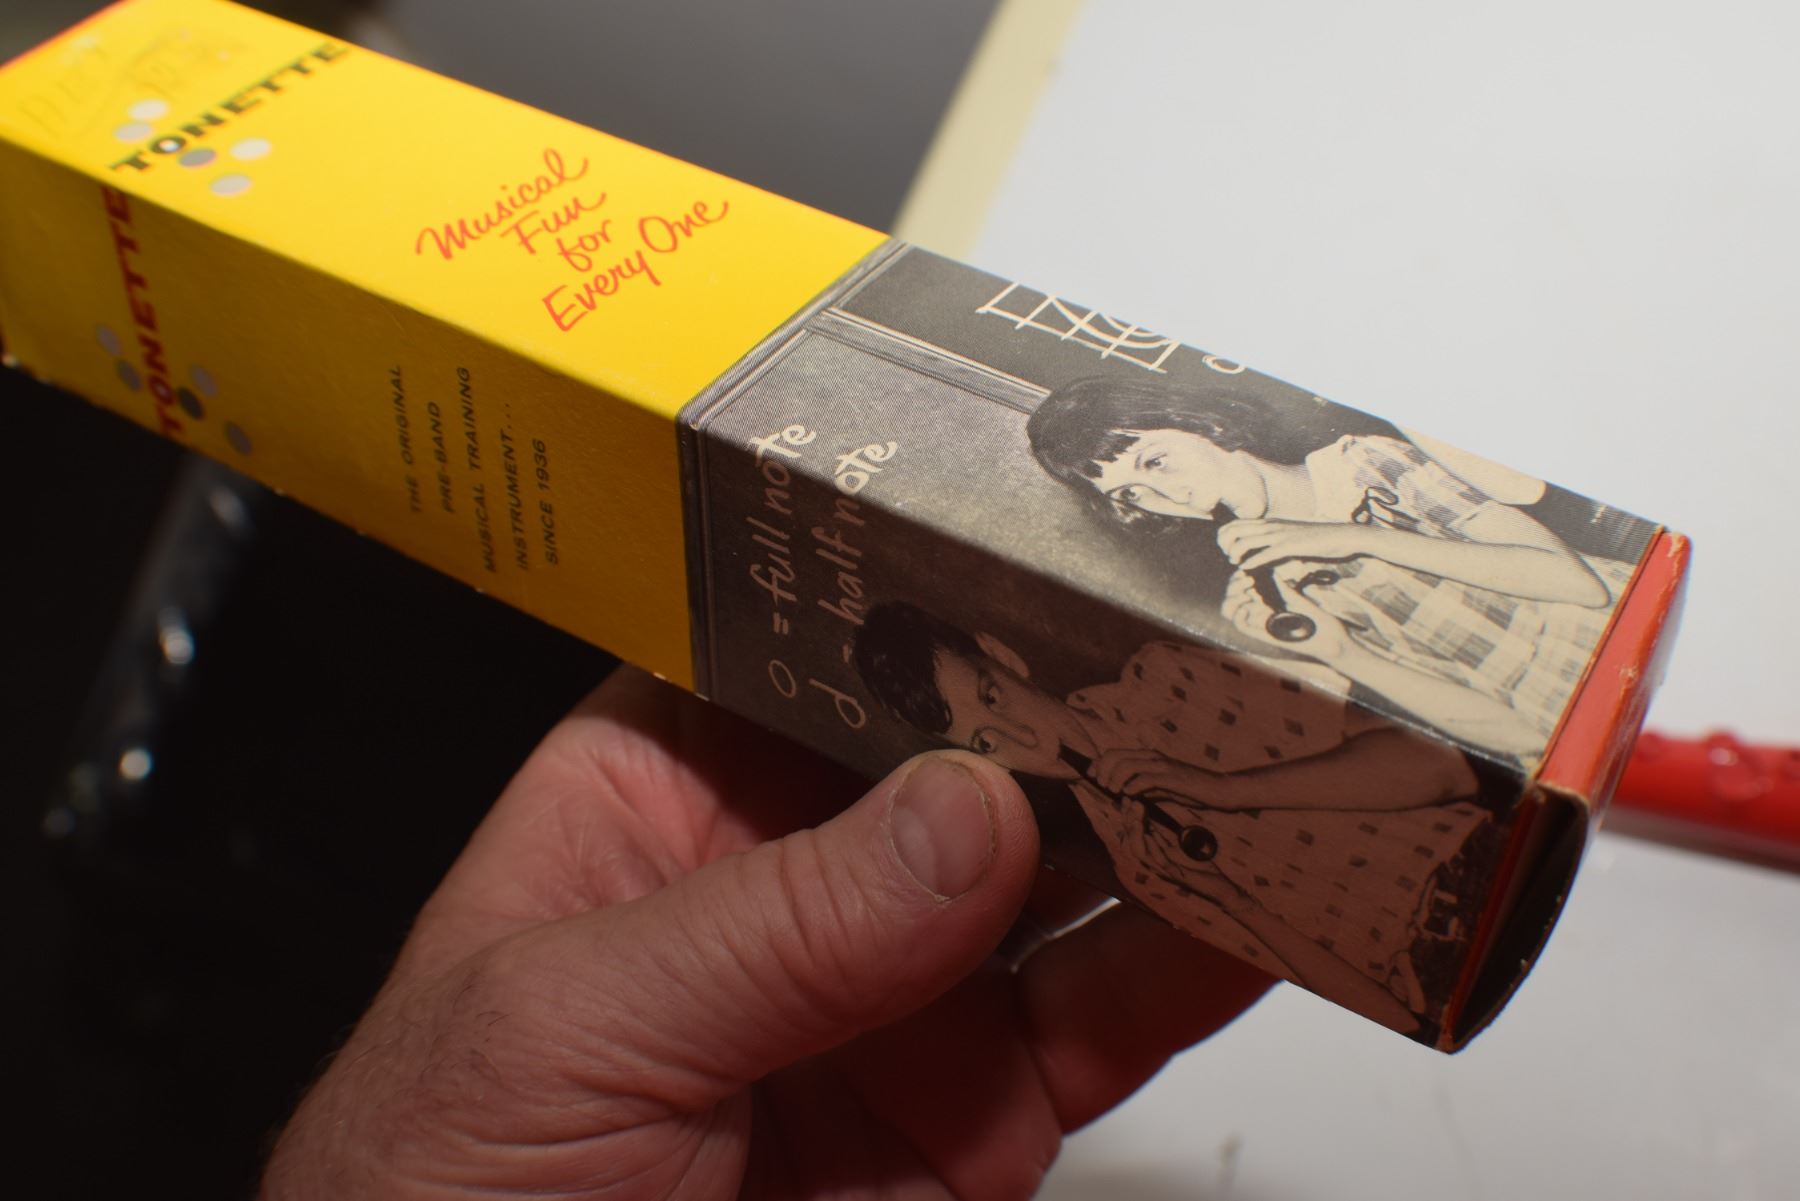 TONETTE
Musical
Fun
for
Every One
TONETTE
THE ORIGINAL
PRE-BAND
MUSICAL TRAINING
INSTRUMENT...
SINCE 1936
= full note
= half note